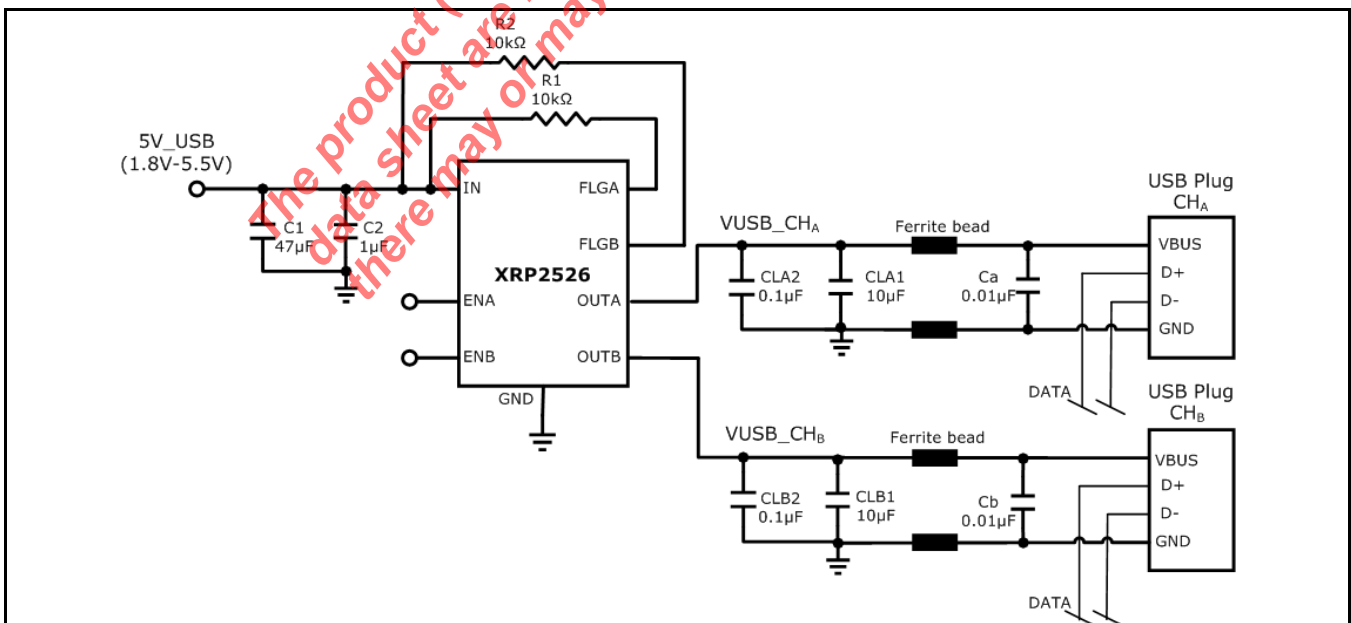 The product (
data sheet are
there may or may
R2
10kΩ
R1
10kΩ
5V_USB
(1.8V-5.5V)
C1
47µF
C2
1µF
IN
FLGA
FLGB
XRP2526
ENA
OUTA
ENB
OUTB
GND
VUSB_CHA
Ferrite bead
CLA2
0.1µF
CLA1
10µF
Ca
0.01µF
USB Plug
CHA
VBUS
D+
D-
GND
DATA
VUSB_CHB
Ferrite bead
CLB2
0.1µF
CLB1
10µF
Cb
0.01µF
USB Plug
CHB
VBUS
D+
D-
GND
DATA